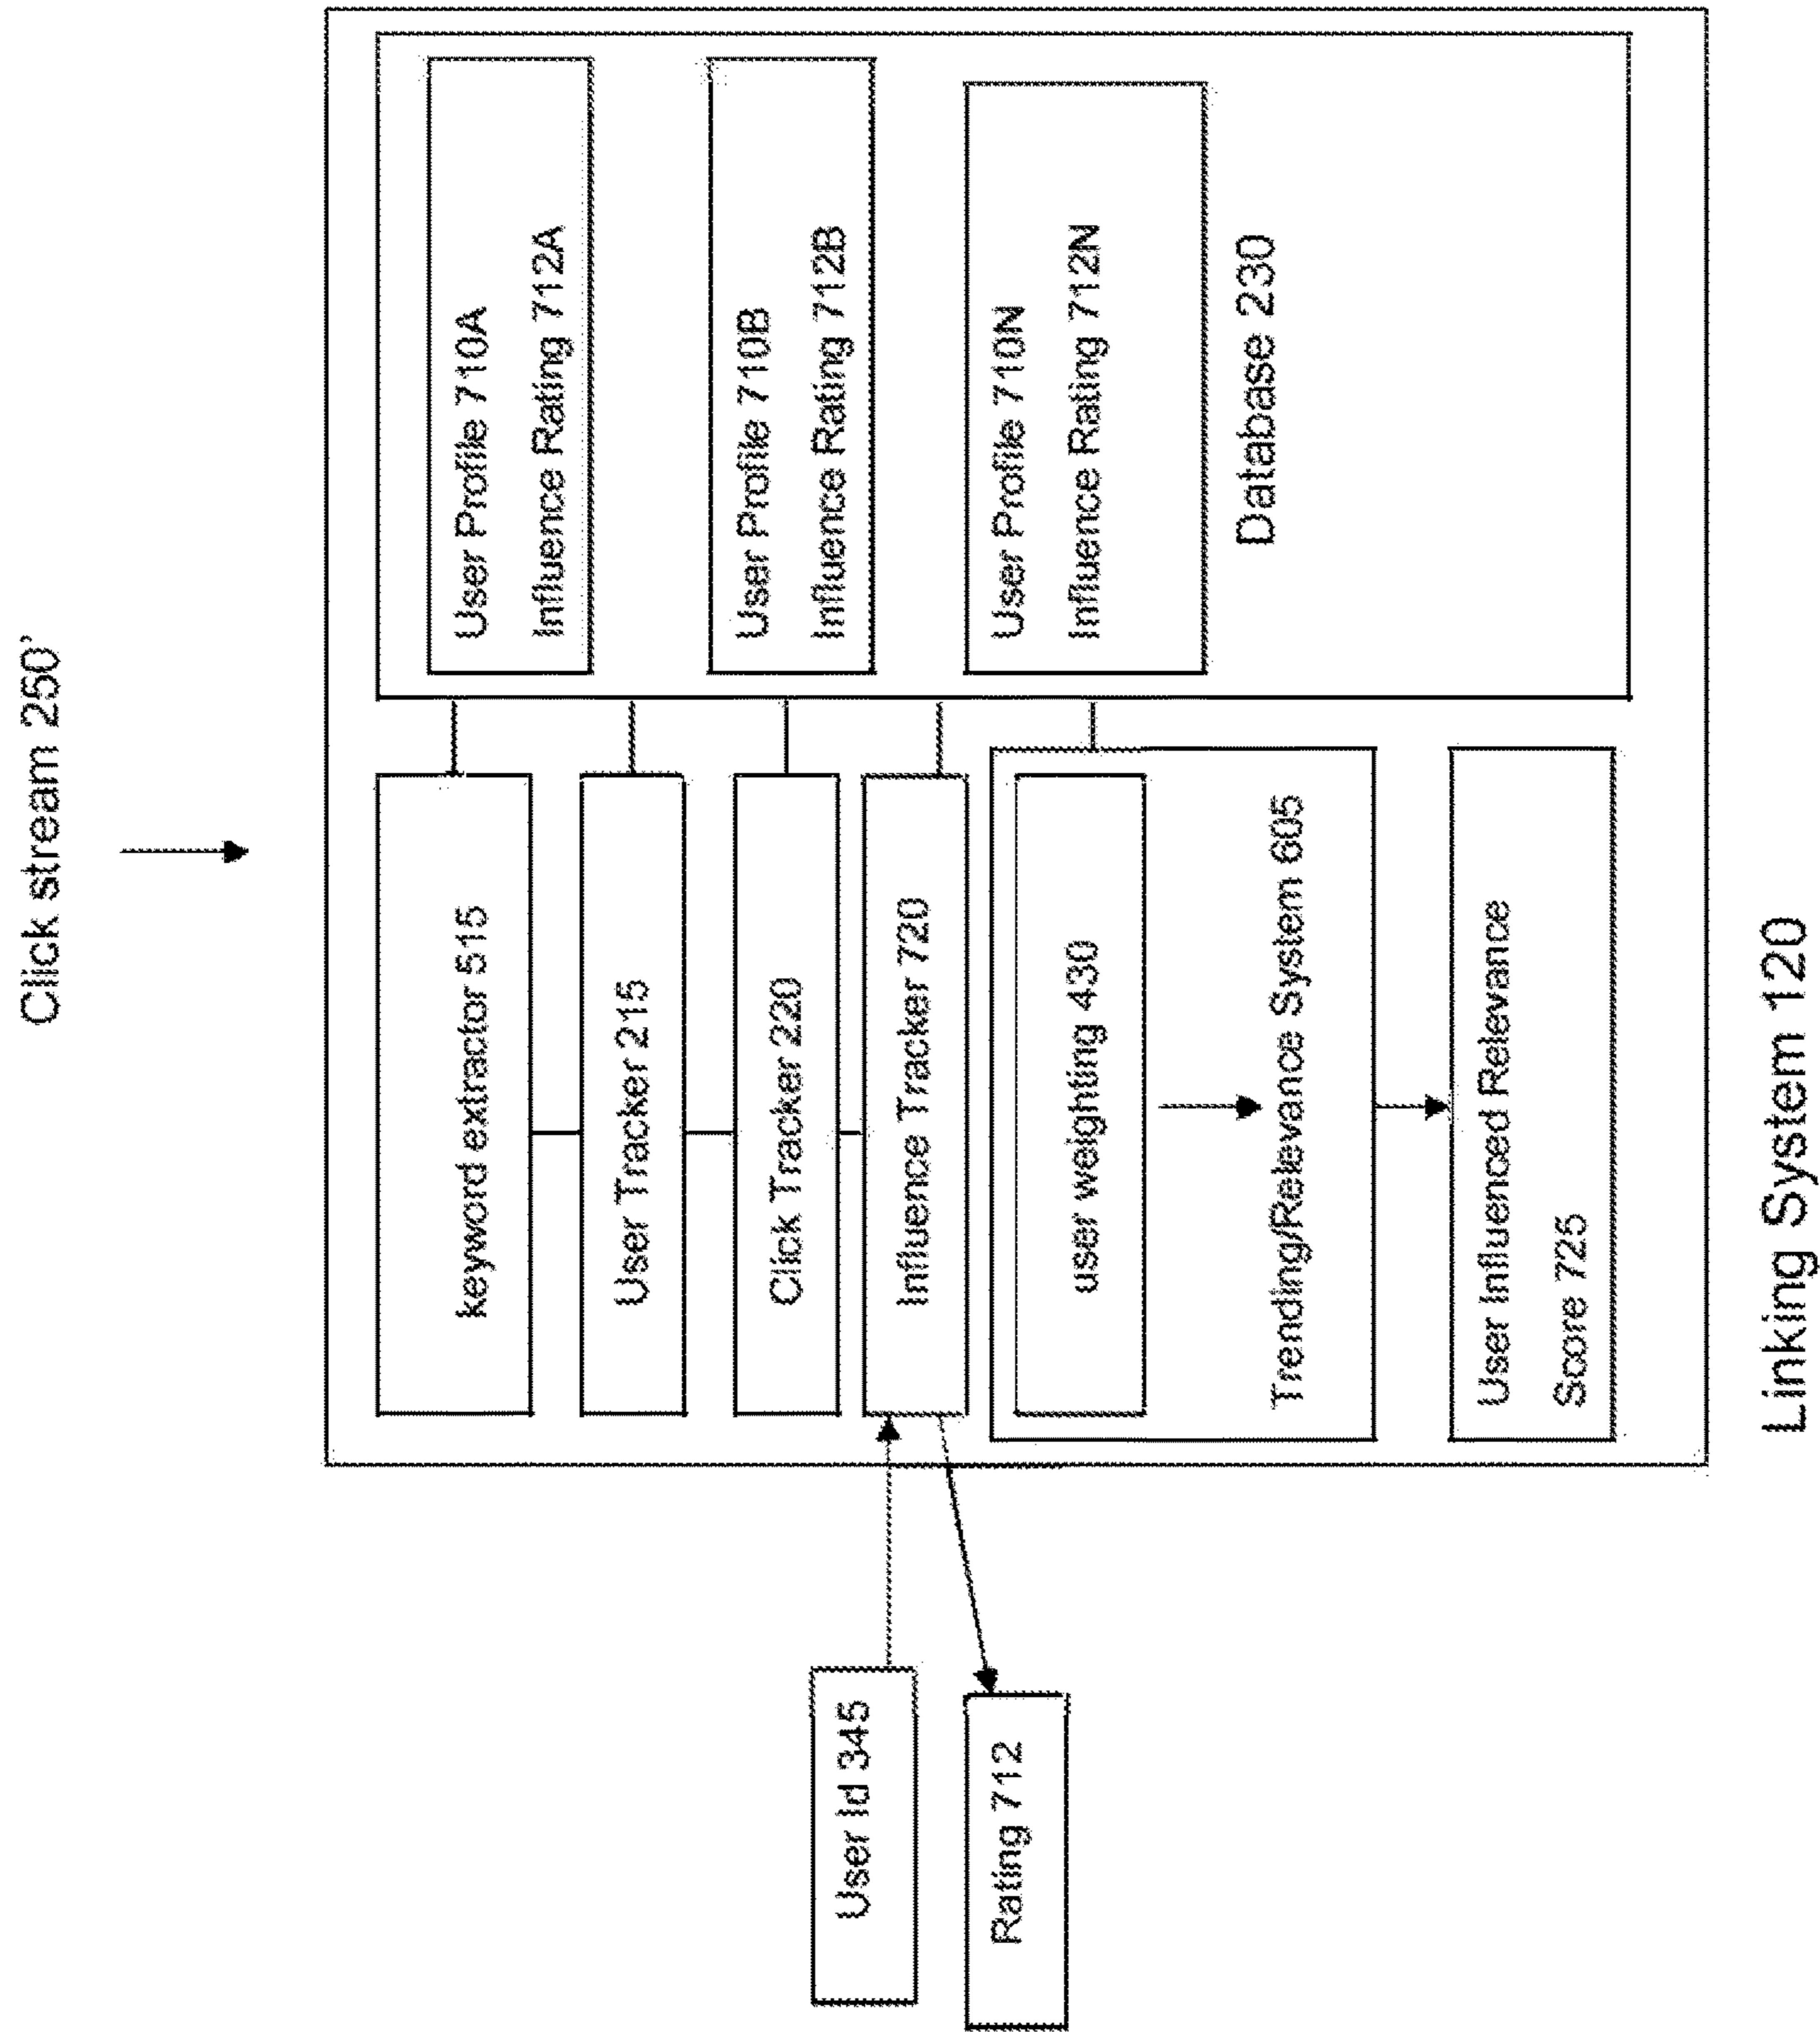 Click stream 250'
keyword extractor 515
User Tracker 215
Click Tracker 220
Influence Tracker 720
user weighting 430
Trending/Relevance System 605
User Influenced Relevance
Score 725
User Profile 710A
Influence Rating 712A
User Profile 710B
Influence Rating 712B
User Profile 710N
Influence Rating 712N
Database 230
User Id 345
Rating 712
Linking System 120